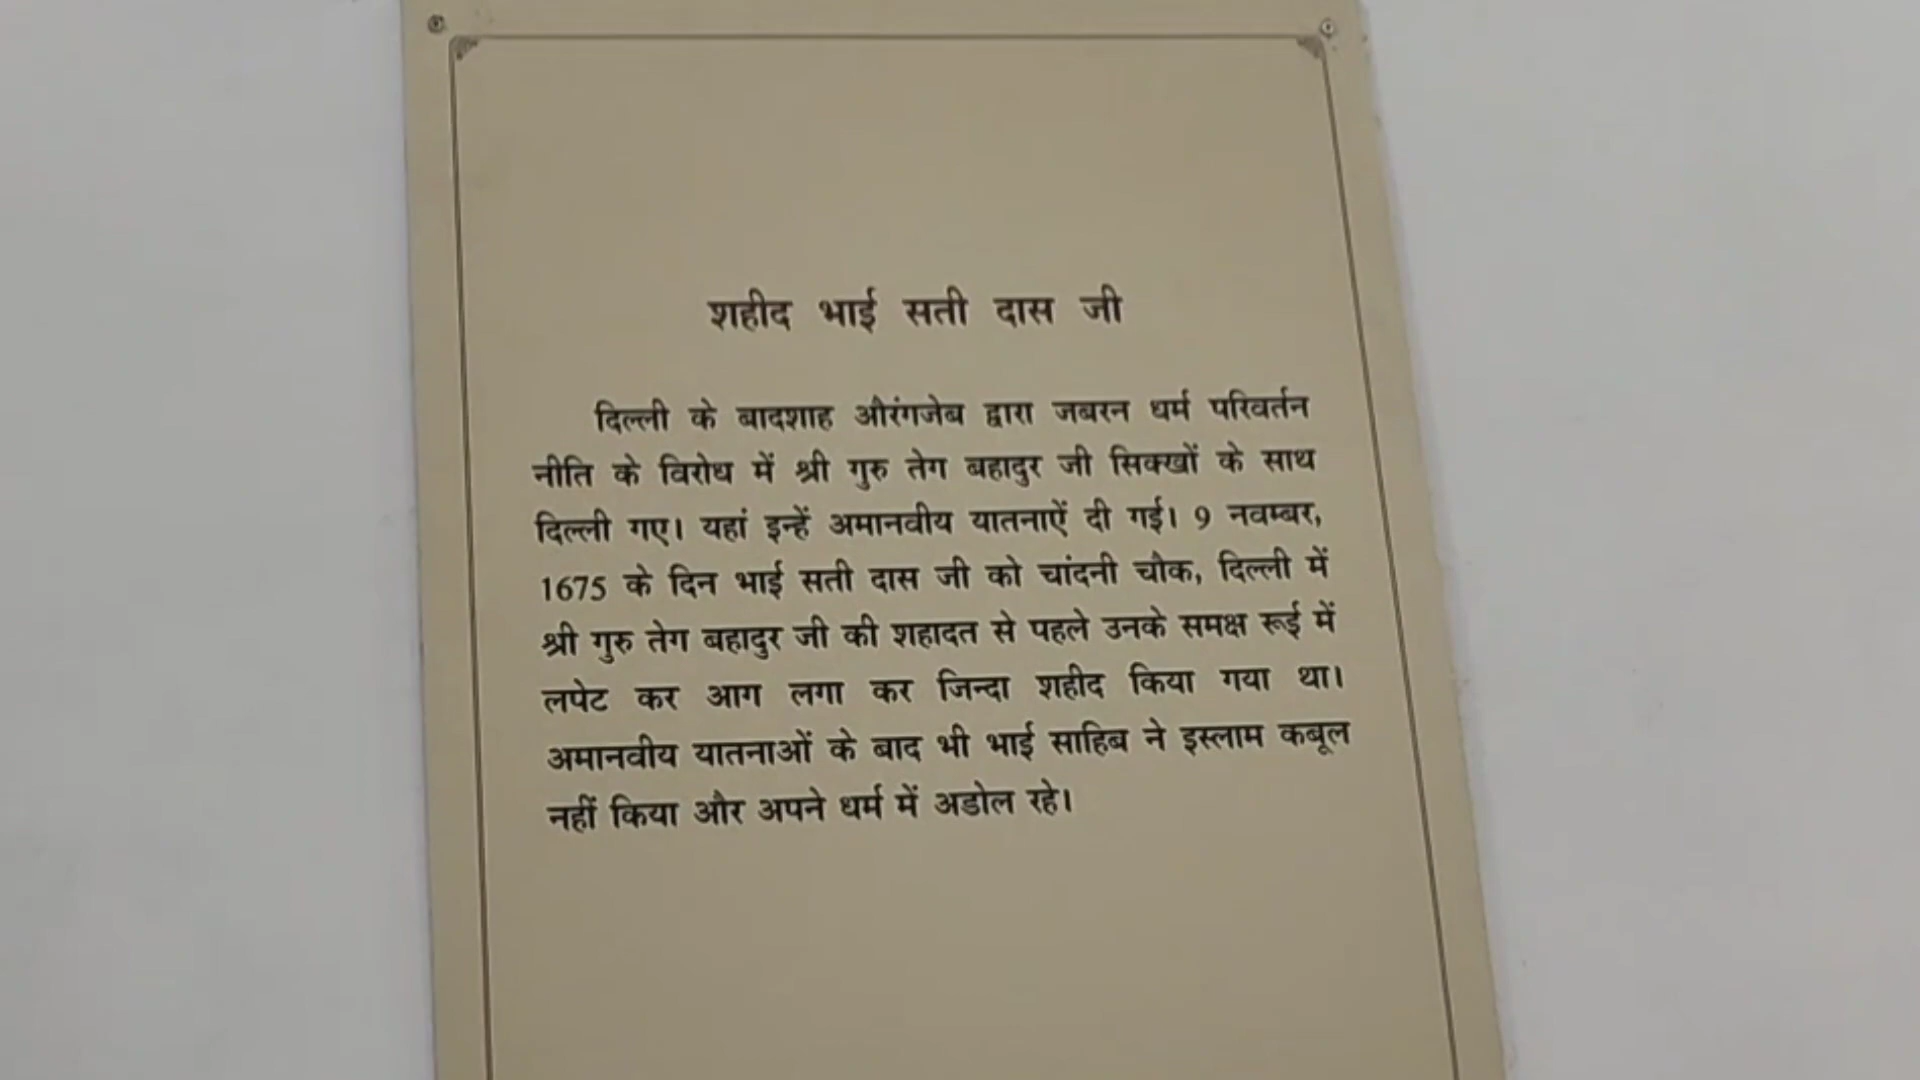 शहीद भाई सती दास जी
दिल्ली के बादशाह औरंगजेब द्वारा जबरन धर्म परिवर्तन
नीति के विरोध में श्री गुरु तेग बहादुर जी सिक्खों के साथ
दिल्ली गए। यहां इन्हें अमानवीय यातनाऐं दी गई। 9 नवम्बर,
1675 के दिन भाई सती दास जी को चांदनी चौक, दिल्ली में
श्री गुरु तेग बहादुर जी की शहादत से पहले उनके समक्ष रूई में
लपेट कर आग लगा कर जिन्दा शहीद किया गया था।
अमानवीय यातनाओं के बाद भी भाई साहिब ने इस्लाम कबूल
नहीं किया और अपने धर्म में अडोल रहे।